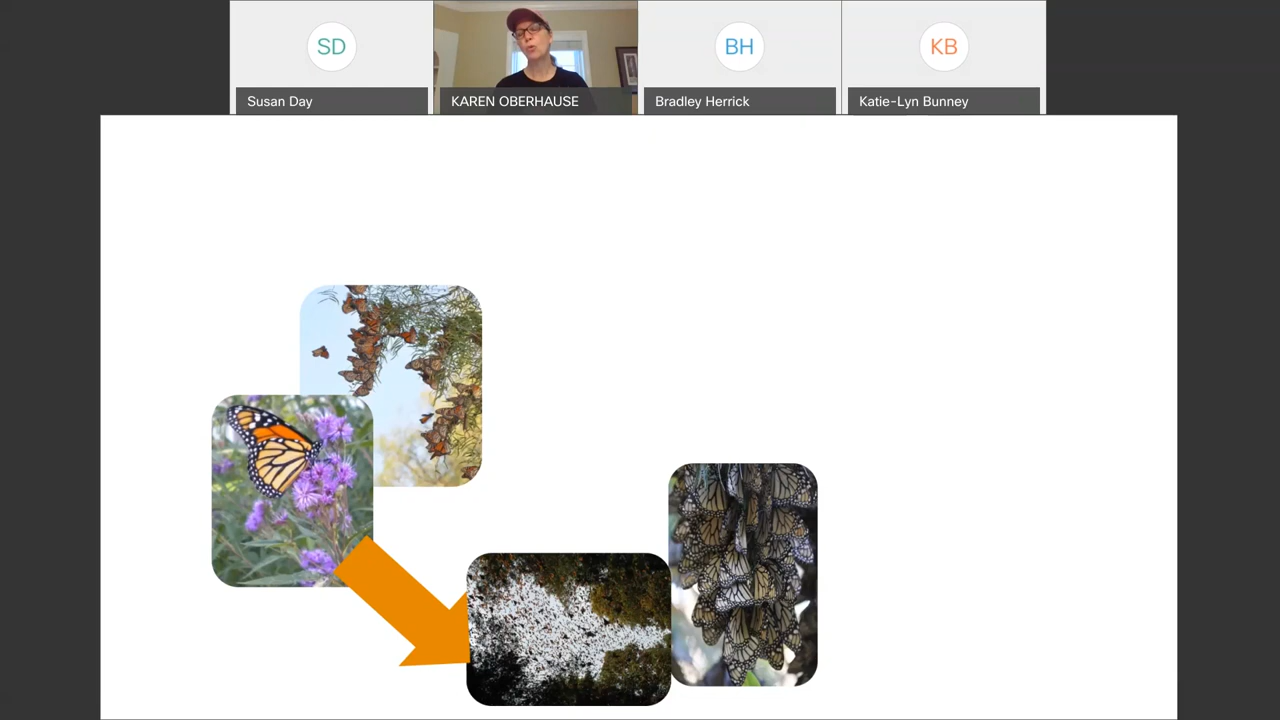 SD
BH
KB
Susan Day
KAREN OBERHAUSE
Bradley Herrick
Katie-Lyn Bunney